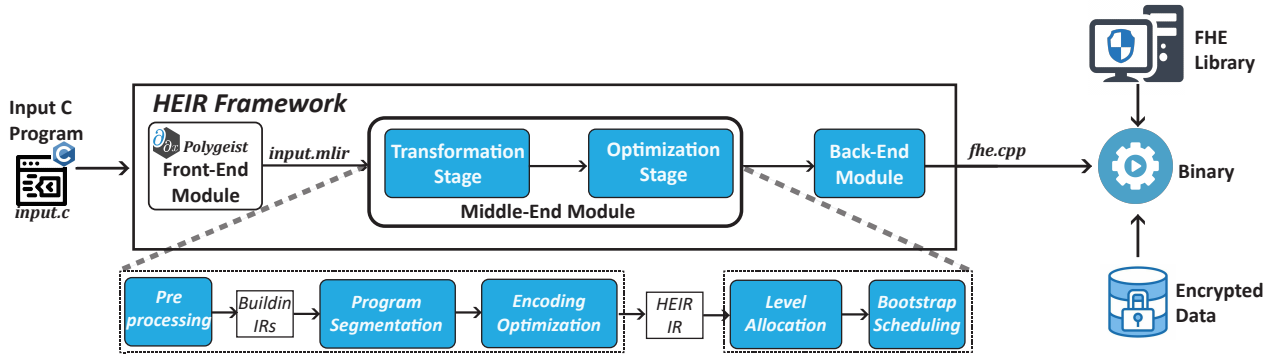 FHE
Library
HEIR Framework
Input C
Program
C
input.c
∂
∂x
Polygeist
Front-End
Module
input.mlir
Transformation
Stage
Optimization
Stage
Middle-End Module
Back-End
Module
fhe.cpp
Binary
Pre
processing
Buildin
IRs
Program
Segmentation
Encoding
Optimization
HEIR
IR
Level
Allocation
Bootstrap
Scheduling
Encrypted
Data